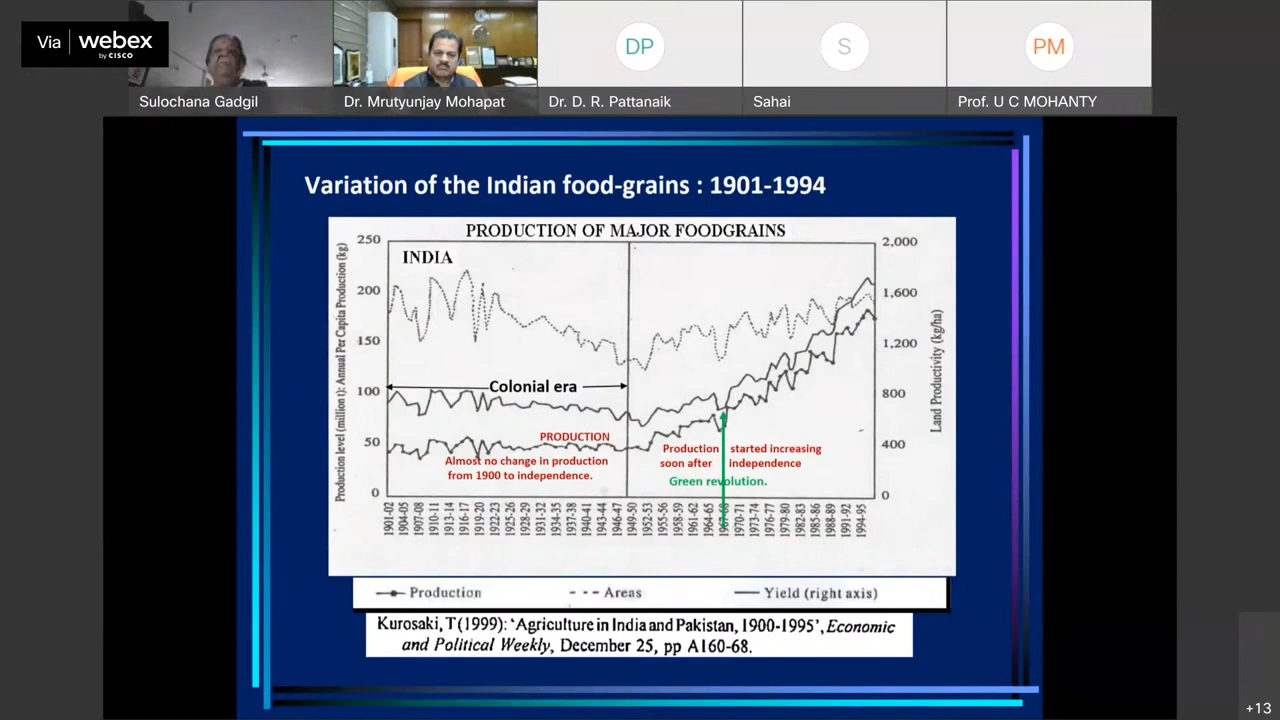 Via webex
by CISCO
Sulochana Gadgil
Dr. Mrutyunjay Mohapat
DP
Dr. D. R. Pattanaik
S
Sahai
PM
Prof. U C MOHANTY
Variation of the Indian food-grains : 1901-1994
PRODUCTION OF MAJOR FOODGRAINS
INDIA
Production level (million t): Annual Per Capita Production (kg)
250
200
150
100
50
0
2,000
1,600
1,200
800
400
0
Land Productivity (kg/ha)
Colonial era
PRODUCTION
Almost no change in production
from 1900 to independence.
Production started increasing
soon after independence
Green revolution.
1901-02
1904-05
1907-08
1910-11
1913-14
1916-17
1919-20
1922-23
1925-26
1928-29
1931-32
1934-35
1937-38
1940-41
1943-44
1946-47
1949-50
1952-53
1955-56
1958-59
1961-62
1964-65
1967-68
1970-71
1973-74
1976-77
1979-80
1982-83
1985-86
1988-89
1991-92
1994-95
Production
Areas
Yield (right axis)
Kurosaki, T(1999): 'Agriculture in India and Pakistan, 1900-1995', Economic
and Political Weekly, December 25, pp A160-68.
+13